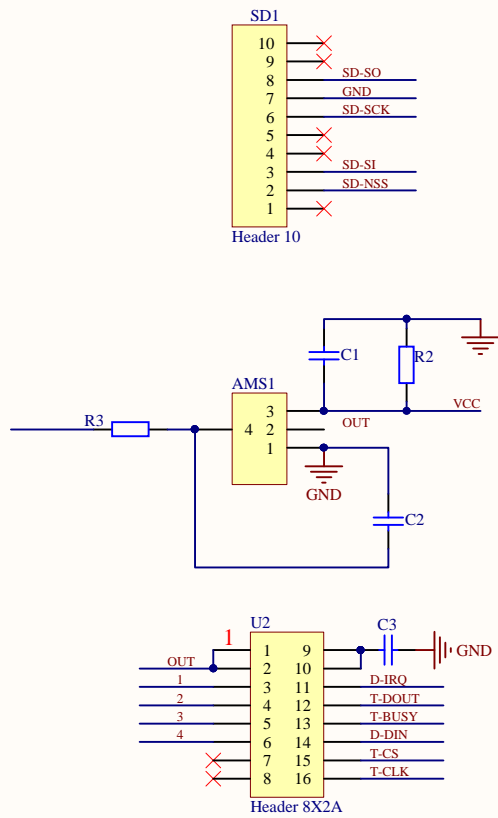 SD1
10
9
8 SD-SO
7 GND
6 SD-SCK
5
4
3 SD-SI
2 SD-NSS
1
Header 10
C1 R2
AMS1
R3 3 VCC
4 2 OUT
1
GND
C2
U2
1 C3
1 9 GND
OUT 2 10
1 3 11 D-IRQ
2 4 12 T-DOUT
3 5 13 T-BUSY
4 6 14 D-DIN
7 15 T-CS
8 16 T-CLK
Header 8X2A